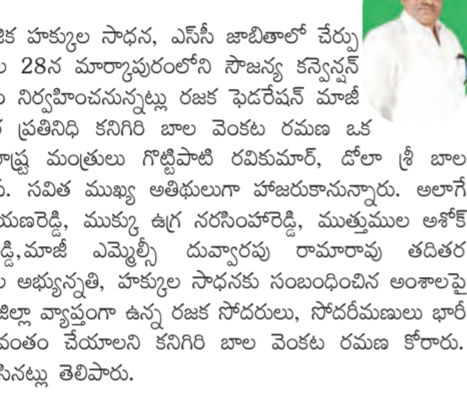 హక్కుల సాధన, ఎస్‌సీ జాబితాలో చేర్పు
28న మార్కాపురంలోని సౌజన్య కన్వెన్షన్
నిర్వహించనున్నట్లు రజక ఫెడరేషన్ మాజీ
ప్రతినిధి కనిగిరి బాల వెంకట రమణ ఒక
మంత్రులు గొట్టిపాటి రవికుమార్, డోలా శ్రీ బాల
సవిత ముఖ్య అతిథులుగా హాజరుకానున్నారు. అలాగే
యణరెడ్డి, ముక్కు ఉగ్ర నరసింహారెడ్డి, ముత్తుముల అశోక్
డ్డి,మాజీ ఎమ్మెల్సీ దువ్వారపు రామారావు తదితర
అభ్యున్నతి, హక్కుల సాధనకు సంబంధించిన అంశాలపై
జిల్లా వ్యాప్తంగా ఉన్న రజక సోదరులు, సోదరీమణులు భారీ
వంతం చేయాలని కనిగిరి బాల వెంకట రమణ కోరారు.
సినట్లు తెలిపారు.